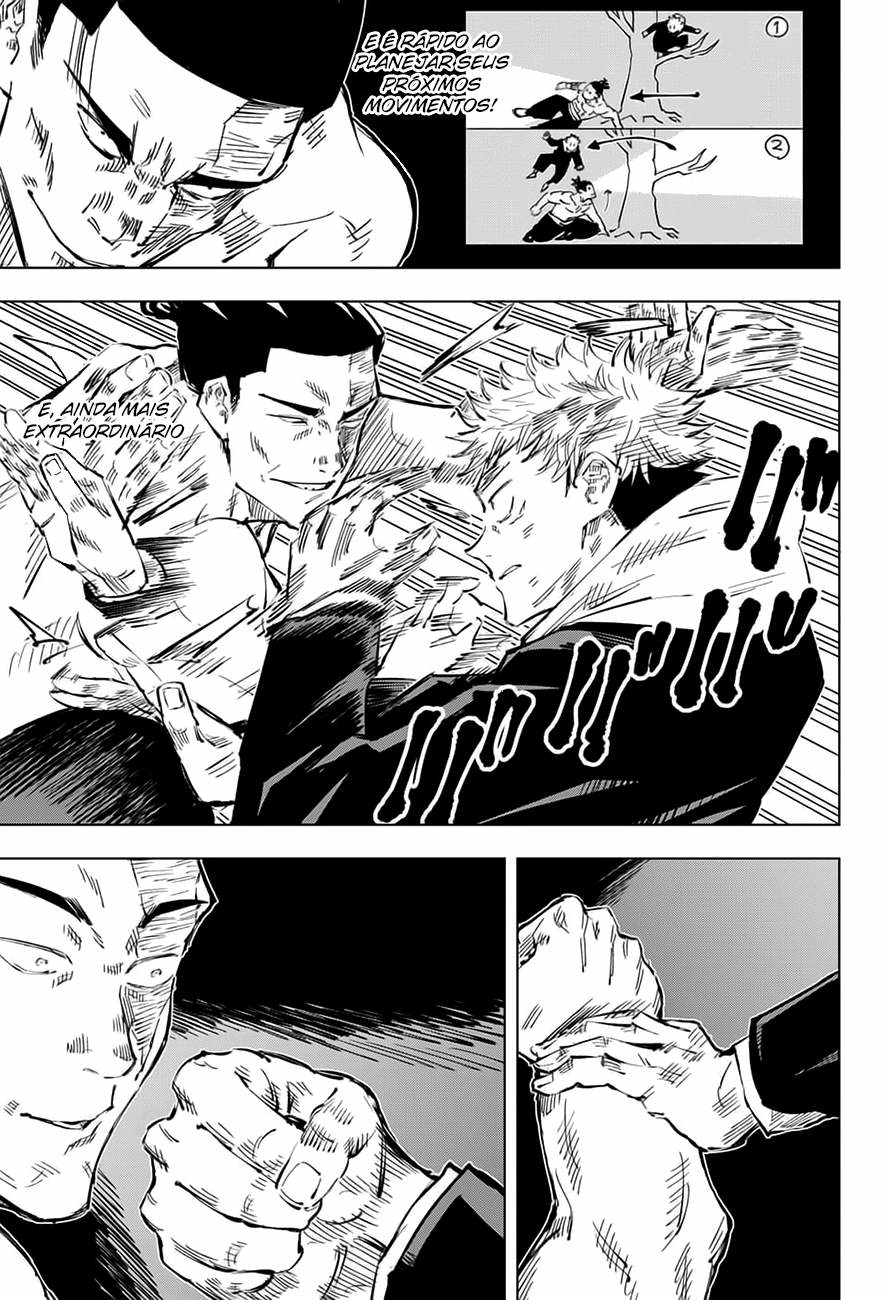 E É RÁPIDO AO
PLANEJAR SEUS
PRÓXIMOS
MOVIMENTOS!
1
2
E, AINDA MAIS
EXTRAORDINÁRIO